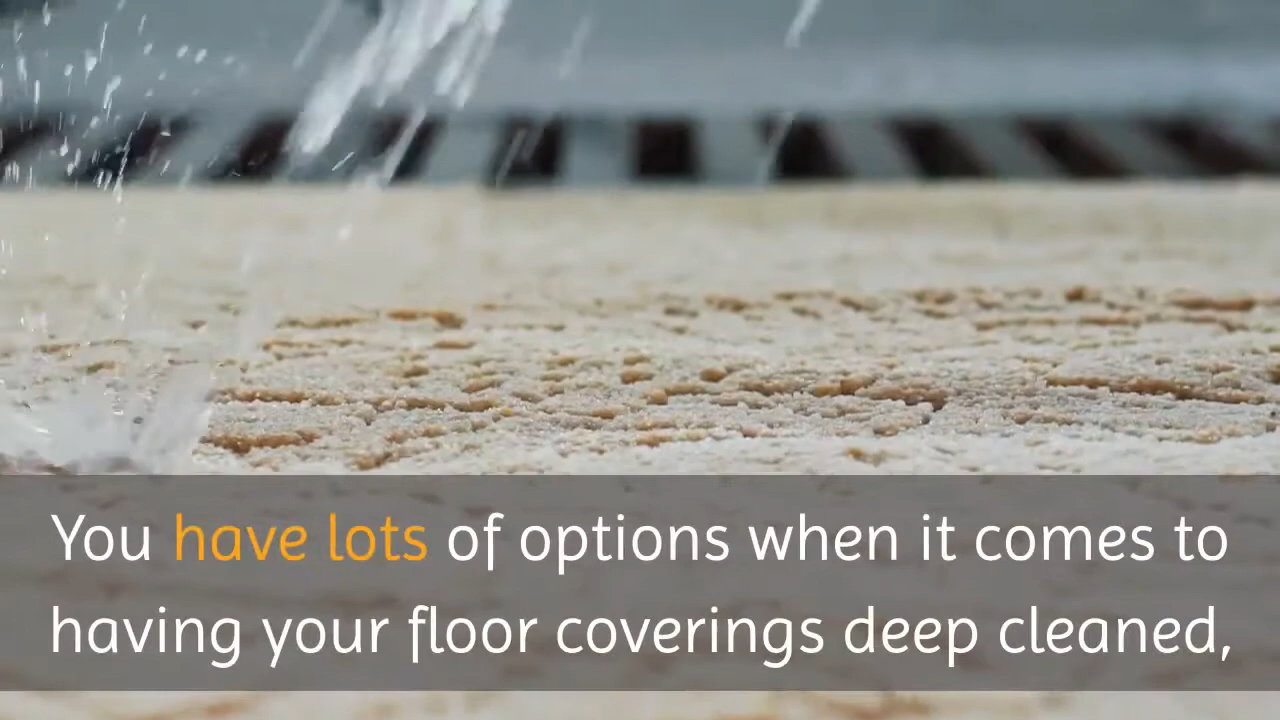 You have lots of options when it comes to
having your floor coverings deep cleaned,